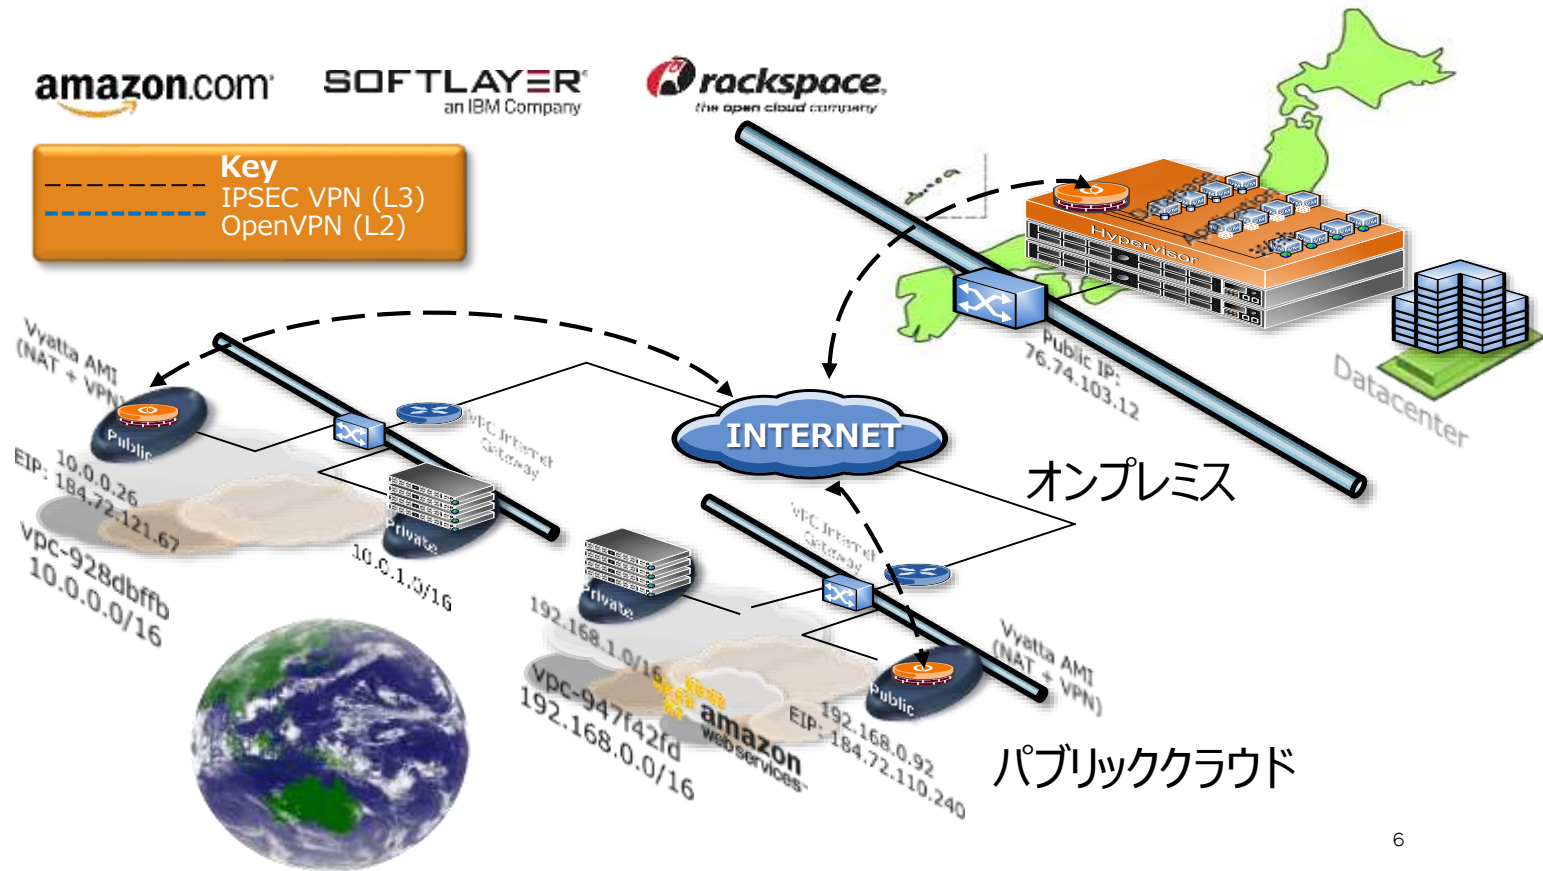 amazon.com
SOFTLAYER
an IBM Company
rackspace
the open cloud company
Key
IPSEC VPN (L3)
OpenVPN (L2)
Database
Application
Hypervisor
Public IP:
76.74.103.12
Datacenter
オンプレミス
INTERNET
Vyatta AMI
(NAT + VPN)
Public
10.0.0.26
EIP: 184.72.121.67
vpc-928dbffb
10.0.0.0/16
VPC Internet
Gateway
Private
10.0.1.0/16
VPC Internet
Gateway
Private
192.168.1.0/16
vpc-947f42fd
192.168.0.0/16
amazon
web services
Vyatta AMI
(NAT + VPN)
Public
192.168.0.92
EIP: 184.72.110.240
パブリッククラウド
6